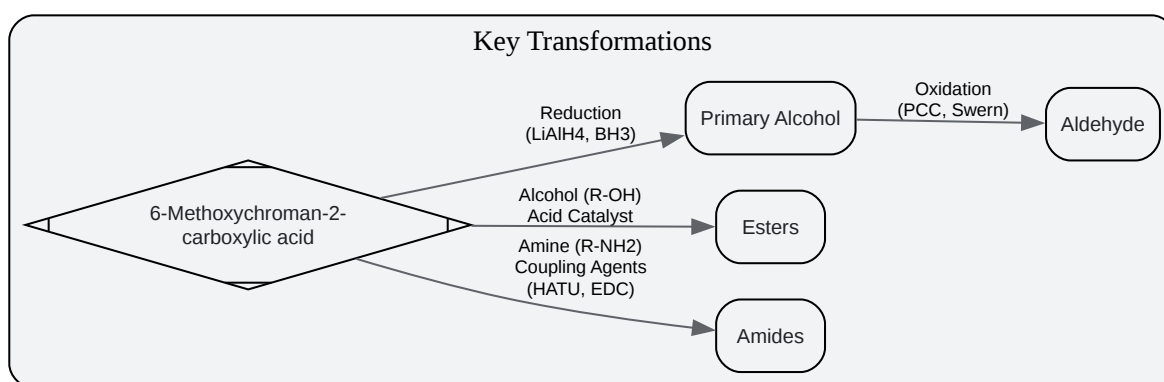 Key Transformations
6-Methoxychroman-2-
carboxylic acid
Reduction
(LiAlH4, BH3)
Primary Alcohol
Oxidation
(PCC, Swern)
Aldehyde
Alcohol (R-OH)
Acid Catalyst
Esters
Amine (R-NH2)
Coupling Agents
(HATU, EDC)
Amides